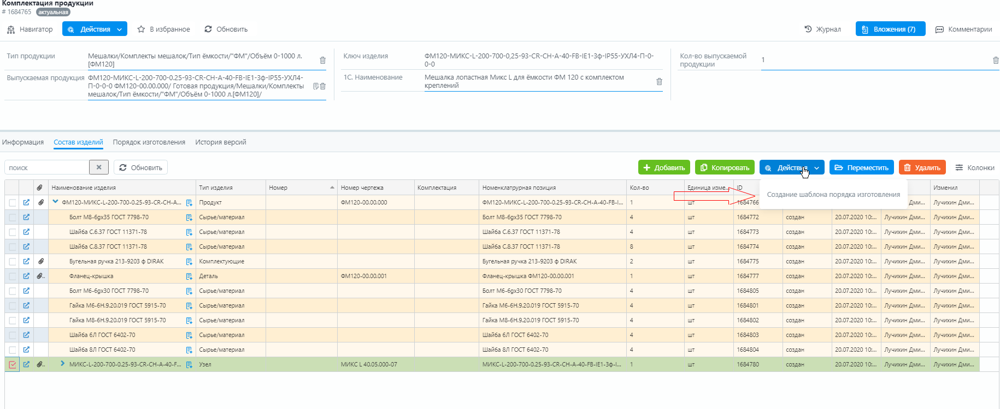 Комплектация продукции
# 1684765 актуальная
Навигатор Действия В избранное Обновить Журнал Вложения (7) Комментарии
Тип продукции
Мешалки/Комплекты мешалок/Тип ёмкости/"ФМ"/Объём 0-1000 л.
[ФМ120]
Выпускаемая продукция
ФМ120-МИКС-L-200-700-0.25-93-CR-CH-A-40-FB-IE1-3ф-IP55-УХЛ4-
П-0-0-0 ФМ120-00.00.000/ Готовая продукция/Мешалки/Комплекты
мешалок/Тип ёмкости/"ФМ"/Объём 0-1000 л.[ФМ120]/
Ключ изделия
ФМ120-МИКС-L-200-700-0,25-93-CR-CH-A-40-FB-IE1-3ф-IP55-УХЛ4-П-0-
0-0
1С. Наименование
Мешалка лопастная Микс L для ёмкости ФМ 120 с комплектом
креплений
Кол-во выпускаемой
продукции
1
Информация Состав изделий Порядок изготовления История версий
поиск Обновить Добавить Копировать Действия Переместить Удалить Колонки
Наименование изделия Тип изделия Номер Номер чертежа Комплектация Номенклатрурная позиция Кол-во Единица изме... ID Изменил
Создание шаблона порядка изготовления
ФМ120-МИКС-L-200-700-0.25-93-CR-CH-A... Продукт ФМ120-00.00.000 ФМ120-МИКС-L-200-700-0.25-93-CR-CH-A-40-FB-I... 1 шт 1684766 Лучихин Дми... Лучихин Дми...
Болт М8-6gx35 ГОСТ 7798-70 Сырье/материал Болт М8-6gx35 ГОСТ 7798-70 4 шт 1684772 создан 20.07.2020 10:... Лучихин Дми... Лучихин Дми...
Шайба С.6.37 ГОСТ 11371-78 Сырье/материал Шайба С.6.37 ГОСТ 11371-78 4 шт 1684773 создан 20.07.2020 10:... Лучихин Дми... Лучихин Дми...
Шайба С.8.37 ГОСТ 11371-78 Сырье/материал Шайба С.8.37 ГОСТ 11371-78 8 шт 1684774 создан 20.07.2020 10:... Лучихин Дми... Лучихин Дми...
Бугельная ручка 213-9203 ф DIRAK Комплектующие Бугельная ручка 213-9203 ф DIRAK 2 шт 1684775 создан 20.07.2020 10:... Лучихин Дми... Лучихин Дми...
Фланец-крышка Деталь ФМ120-00.00.001 Фланец-крышка ФМ120-00.00.001 1 шт 1684777 создан 20.07.2020 10:... Лучихин Дми... Лучихин Дми...
Болт М6-6gx30 ГОСТ 7798-70 Сырье/материал Болт М6-6gx30 ГОСТ 7798-70 4 шт 1684805 создан 20.07.2020 10:... Лучихин Дми... Лучихин Дми...
Гайка М6-6Н.9.20.019 ГОСТ 5915-70 Сырье/материал Гайка М6-6Н.9.20.019 ГОСТ 5915-70 4 шт 1684801 создан 20.07.2020 10:... Лучихин Дми... Лучихин Дми...
Гайка М8-6Н.9.20.019 ГОСТ 5915-70 Сырье/материал Гайка М8-6Н.9.20.019 ГОСТ 5915-70 4 шт 1684802 создан 20.07.2020 10:... Лучихин Дми... Лучихин Дми...
Шайба 6Л ГОСТ 6402-70 Сырье/материал Шайба 6Л ГОСТ 6402-70 4 шт 1684803 создан 20.07.2020 10:... Лучихин Дми... Лучихин Дми...
Шайба 8Л ГОСТ 6402-70 Сырье/материал Шайба 8Л ГОСТ 6402-70 4 шт 1684804 создан 20.07.2020 10:... Лучихин Дми... Лучихин Дми...
МИКС-L-200-700-0.25-93-CR-CH-A-40-F... Узел МИКС L 40.05.000-07 МИКС-L-200-700-0.25-93-CR-CH-A-40-FB-IE1-3ф-I... 1 шт 1684780 создан 20.07.2020 10:... Лучихин Дми... Лучихин Дми...